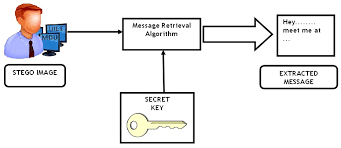 Message Retrieval
Algorithm
Hey........
meet me at
...
STEGO IMAGE
EXTRACTED
MESSAGE
SECRET
KEY